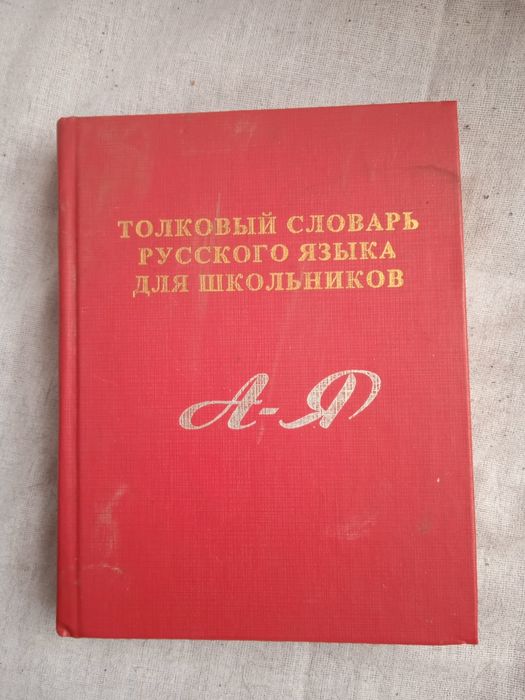 ТОЛКОВЫЙ СЛОВАРЬ
РУССКОГО ЯЗЫКА
ДЛЯ ШКОЛЬНИКОВ
А-Я